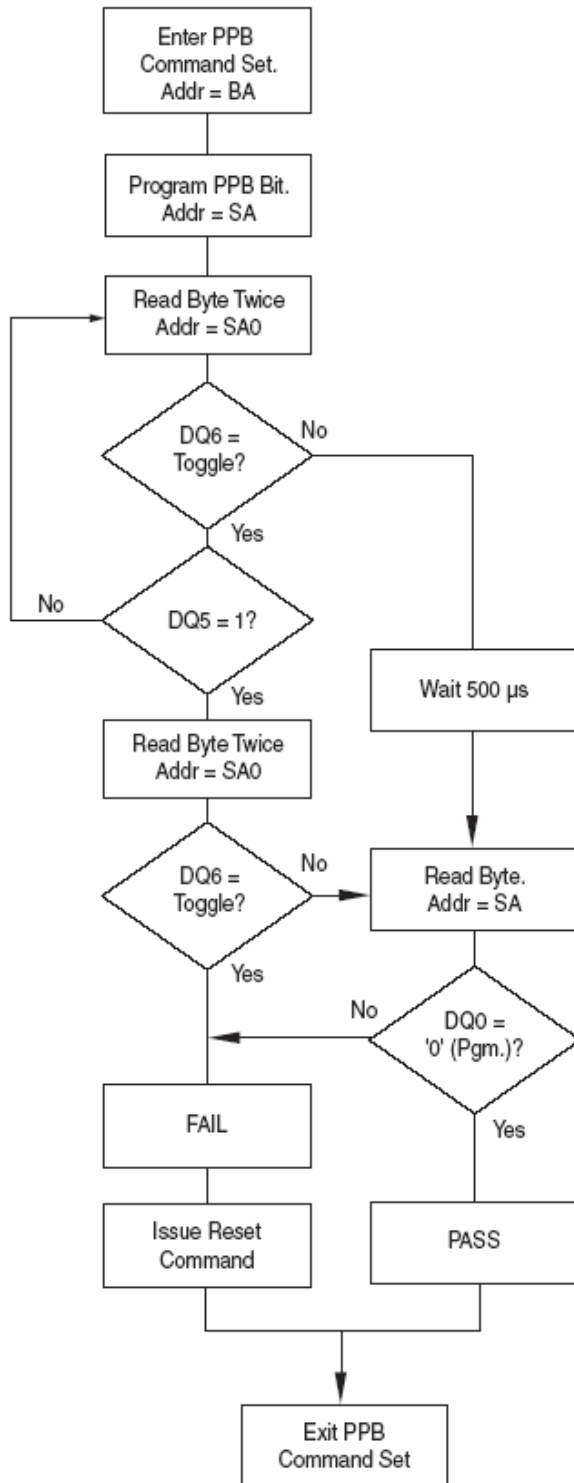 Enter PPB
Command Set.
Addr = BA
Program PPB Bit.
Addr = SA
Read Byte Twice
Addr = SA0
DQ6 =
Toggle?
No
Yes
DQ5 = 1?
No
Yes
Wait 500 µs
Read Byte Twice
Addr = SA0
DQ6 =
Toggle?
No
Yes
Read Byte.
Addr = SA
DQ0 =
'0' (Pgm.)?
No
Yes
FAIL
Issue Reset
Command
PASS
Exit PPB
Command Set